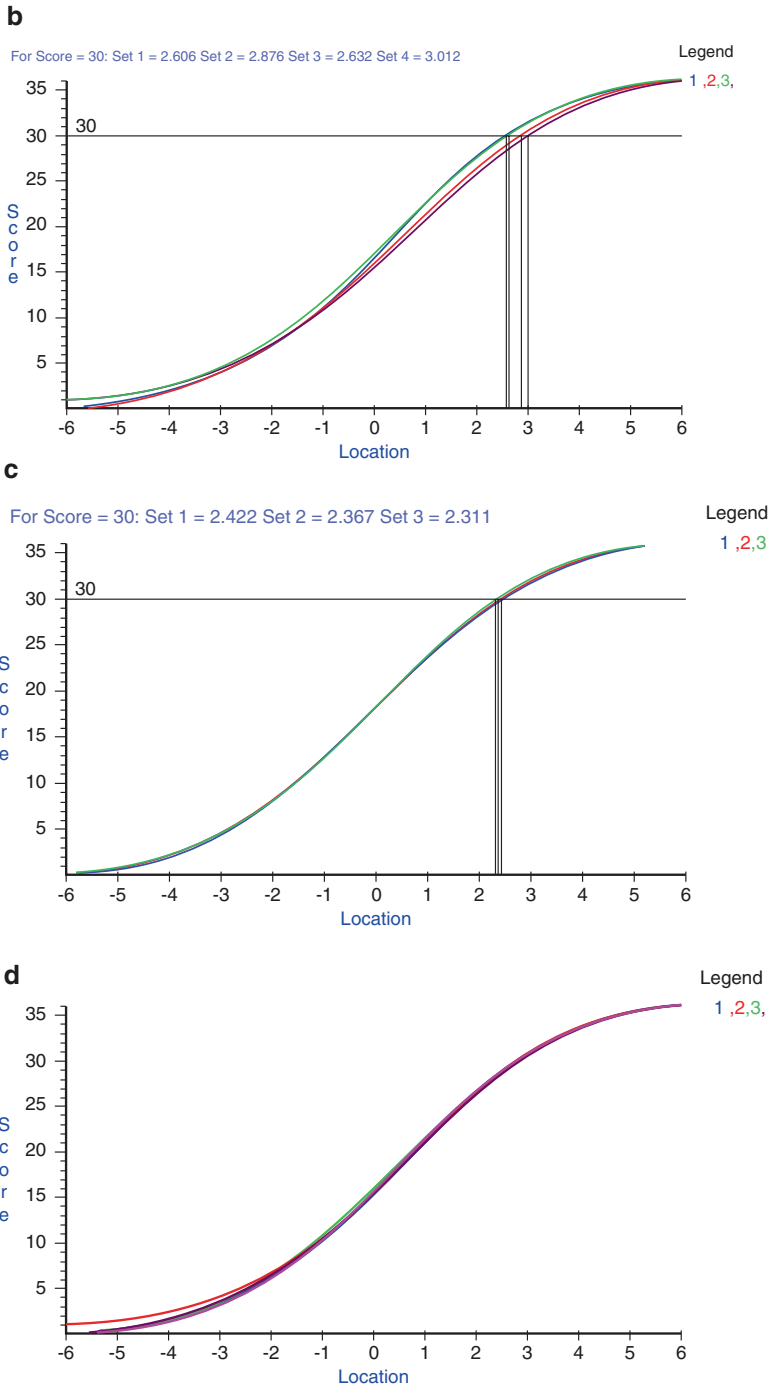 b
For Score = 30: Set 1 = 2.606 Set 2 = 2.876 Set 3 = 2.632 Set 4 = 3.012
Legend
1 ,2,3,
35
30
30
25
20
15
10
5
Score
-6 -5 -4 -3 -2 -1 0 1 2 3 4 5 6
Location
c
For Score = 30: Set 1 = 2.422 Set 2 = 2.367 Set 3 = 2.311
Legend
1 ,2,3
35
30
30
25
20
15
10
5
Score
-6 -5 -4 -3 -2 -1 0 1 2 3 4 5 6
Location
d
Legend
1 ,2,3,
35
30
25
20
15
10
5
Score
-6 -5 -4 -3 -2 -1 0 1 2 3 4 5 6
Location